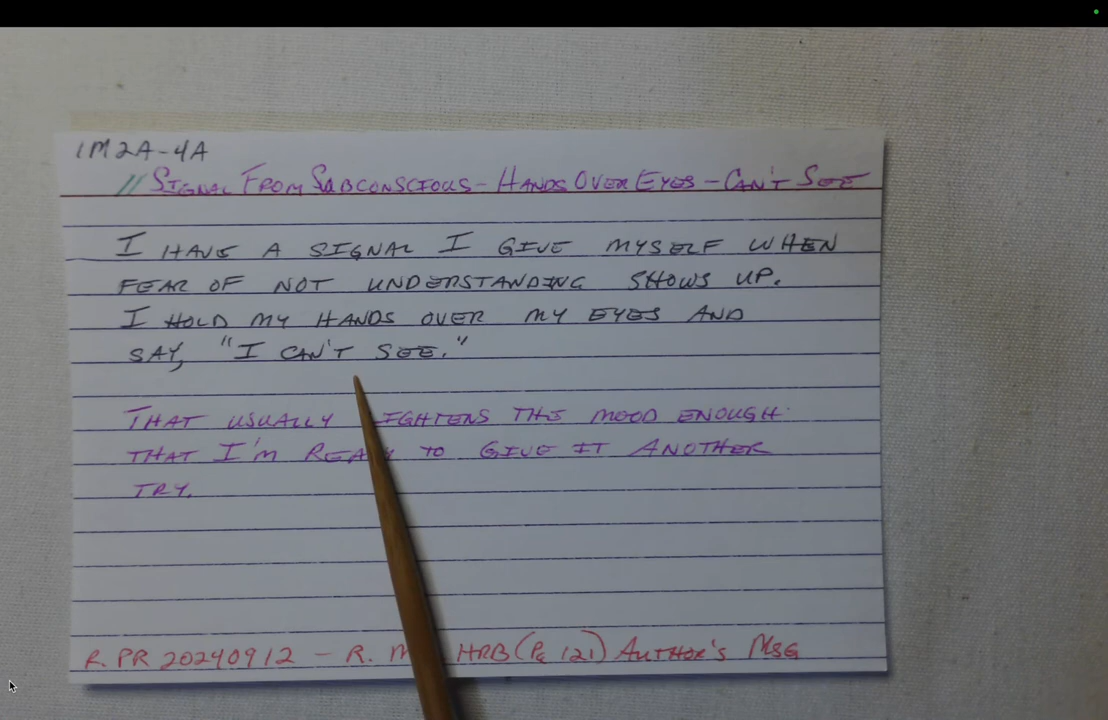 1M2A-4A
// SIGNAL FROM SUBCONSCIOUS - HANDS OVER EYES - CAN'T SEE
I HAVE A SIGNAL I GIVE MYSELF WHEN
FEAR OF NOT UNDERSTANDING SHOWS UP.
I HOLD MY HANDS OVER MY EYES AND
SAY, "I CAN'T SEE."
THAT USUALLY LIGHTENS THE MOOD ENOUGH
THAT I'M READY TO GIVE IT ANOTHER
TRY.
R. PR 20240912 - R. HRB (PG 121) AUTHOR'S MSG